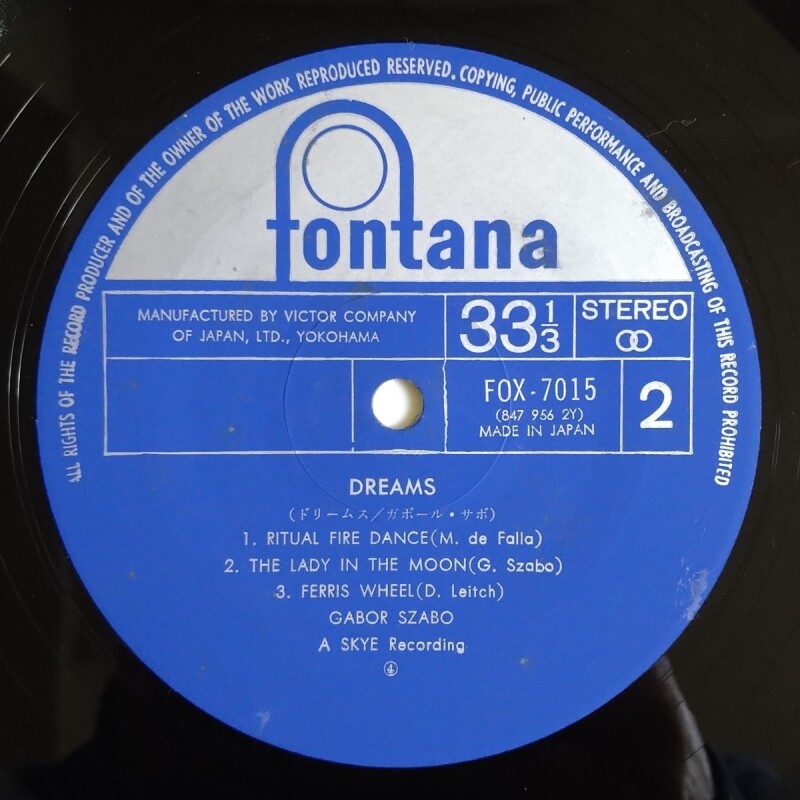 ALL RIGHTS OF THE RECORD PRODUCER AND OF THE OWNER OF THE WORK REPRODUCED RESERVED. COPYING, PUBLIC PERFORMANCE AND BROADCASTING OF THIS RECORD PROHIBITED
fontana
MANUFACTURED BY VICTOR COMPANY
OF JAPAN, LTD., YOKOHAMA
33 1/3
STEREO
FOX-7015
(847 956 2Y)
MADE IN JAPAN
2
DREAMS
(ドリームス/ガボール・サボ)
1. RITUAL FIRE DANCE(M. de Falla)
2. THE LADY IN THE MOON(G. Szabo)
3. FERRIS WHEEL(D. Leitch)
GABOR SZABO
A SKYE Recording
④